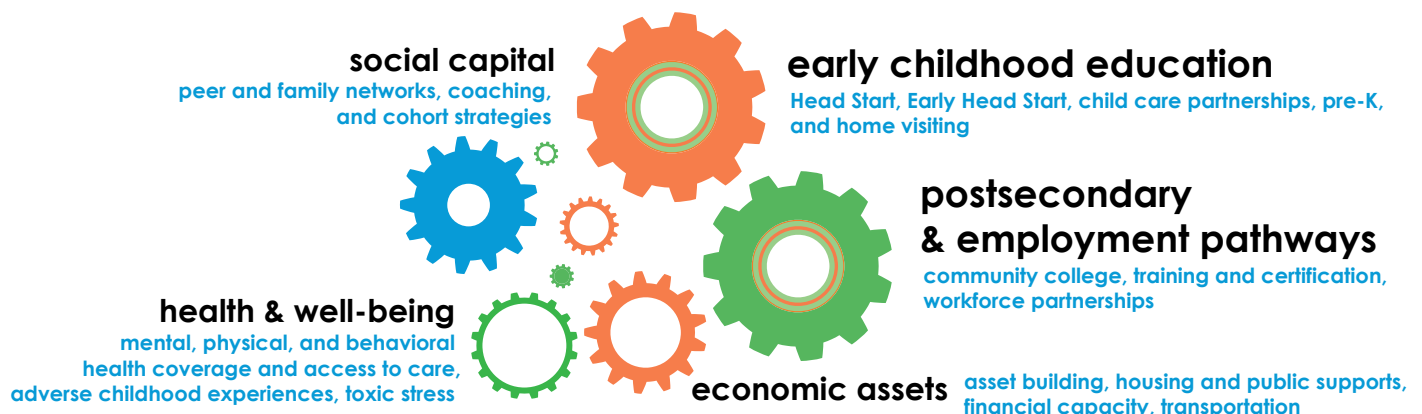 social capital
peer and family networks, coaching,
and cohort strategies
early childhood education
Head Start, Early Head Start, child care partnerships, pre-K,
and home visiting
postsecondary
& employment pathways
community college, training and certification,
workforce partnerships
health & well-being
mental, physical, and behavioral
health coverage and access to care,
adverse childhood experiences, toxic stress
economic assets
asset building, housing and public supports,
financial capacity, transportation